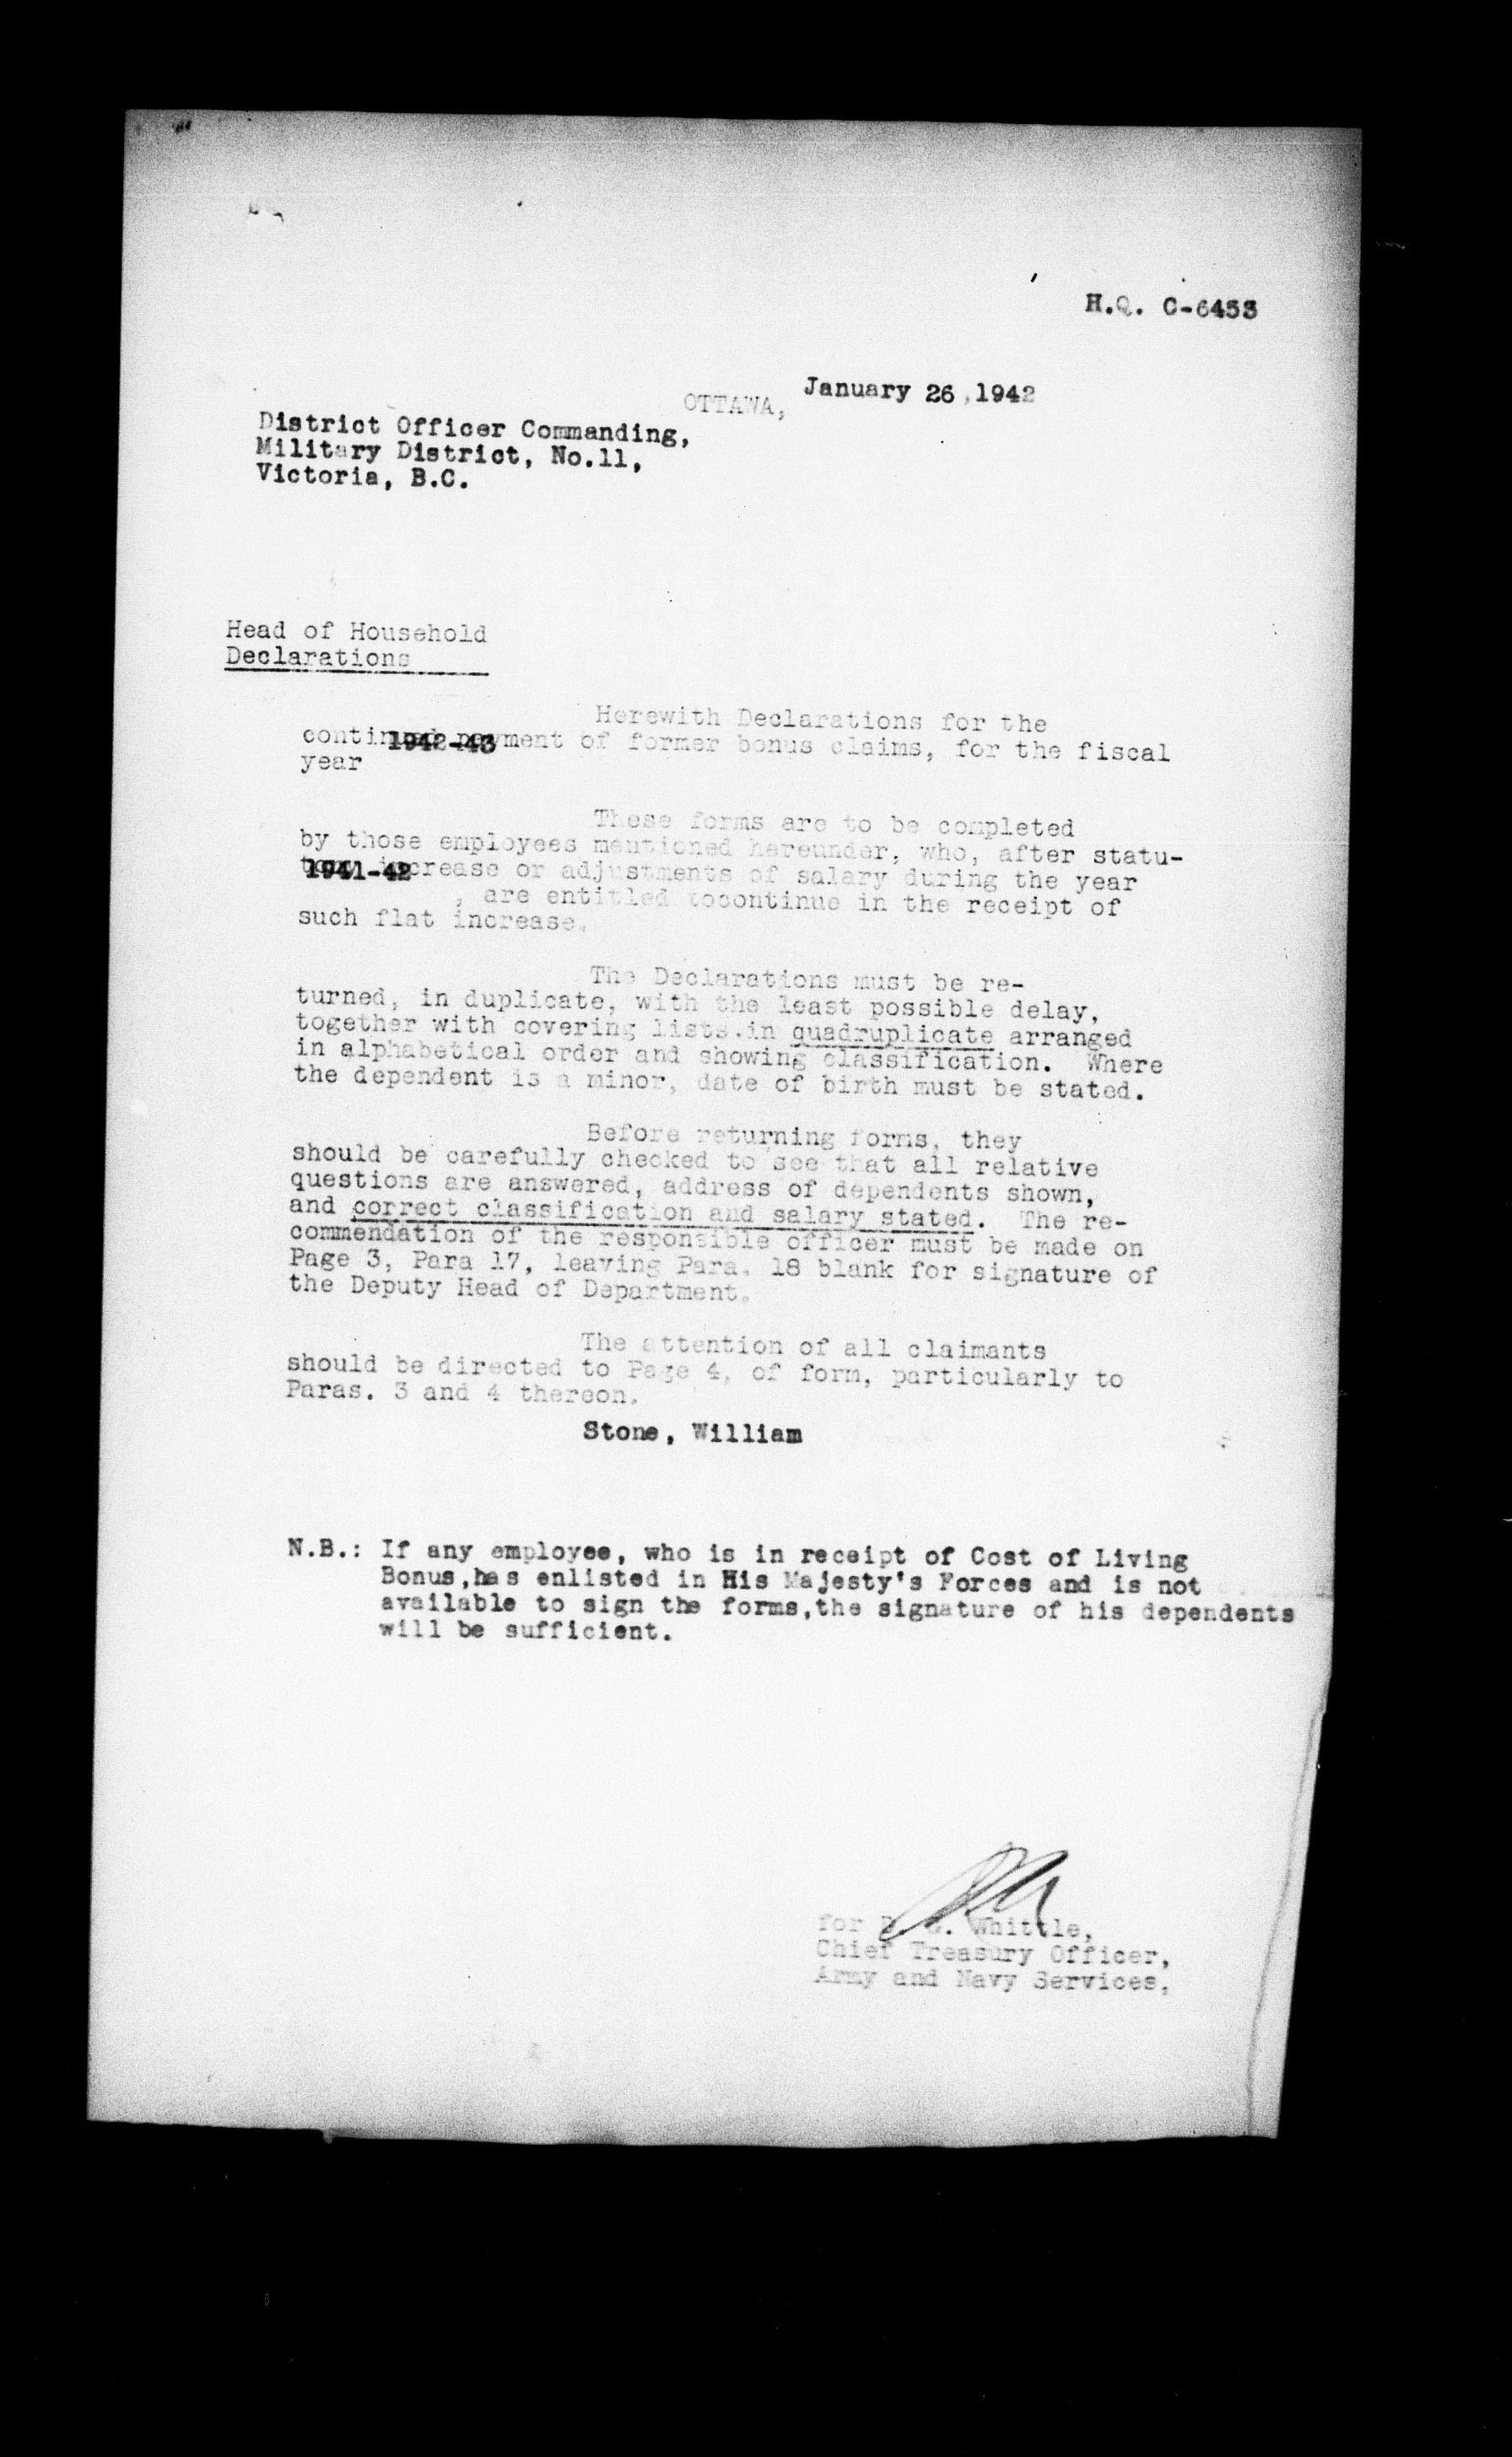 H.Q. C-6453
OTTAWA, January 26, 1942
District Officer Commanding,
Military District, No.11,
Victoria, B.C.
Head of Household
Declarations
Herewith Declarations for the
continued payment of former bonus claims, for the fiscal
1942-43
year
These forms are to be completed
by those employees mentioned hereunder, who, after statu-
tory increase or adjustments of salary during the year
1941-42
, are entitled tocontinue in the receipt of
such flat increase.
The Declarations must be re-
turned, in duplicate, with the least possible delay,
together with covering lists.in quadruplicate arranged
in alphabetical order and showing classification. Where
the dependent is a minor, date of birth must be stated.
Before returning forms, they
should be carefully checked to see that all relative
questions are answered, address of dependents shown,
and correct classification and salary stated. The re-
commendation of the responsible officer must be made on
Page 3, Para 17, leaving Para. 18 blank for signature of
the Deputy Head of Department.
The attention of all claimants
should be directed to Page 4, of form, particularly to
Paras. 3 and 4 thereon.
Stone, William
N.B.: If any employee, who is in receipt of Cost of Living
Bonus,has enlisted in His Majesty's Forces and is not
available to sign the forms,the signature of his dependents
will be sufficient.
for Whittle,
Chief Treasury Officer,
Army and Navy Services.